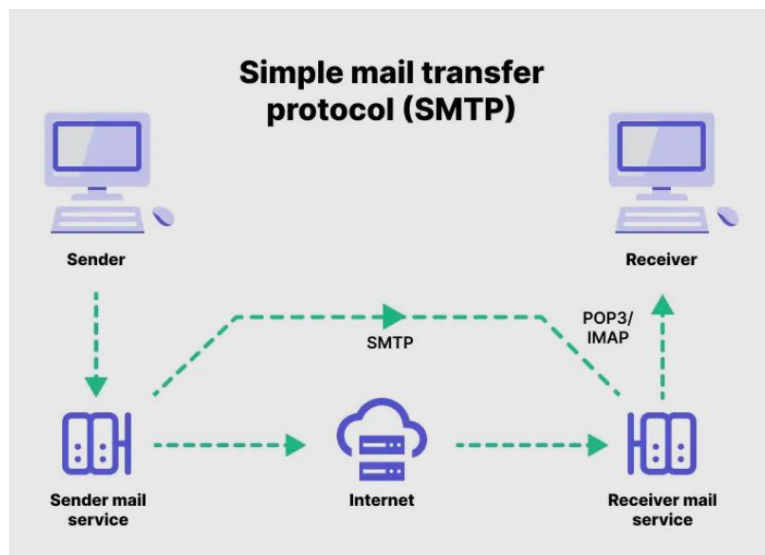 Simple mail transfer
protocol (SMTP)
Sender
Receiver
SMTP
POP3/
IMAP
Sender mail
service
Internet
Receiver mail
service